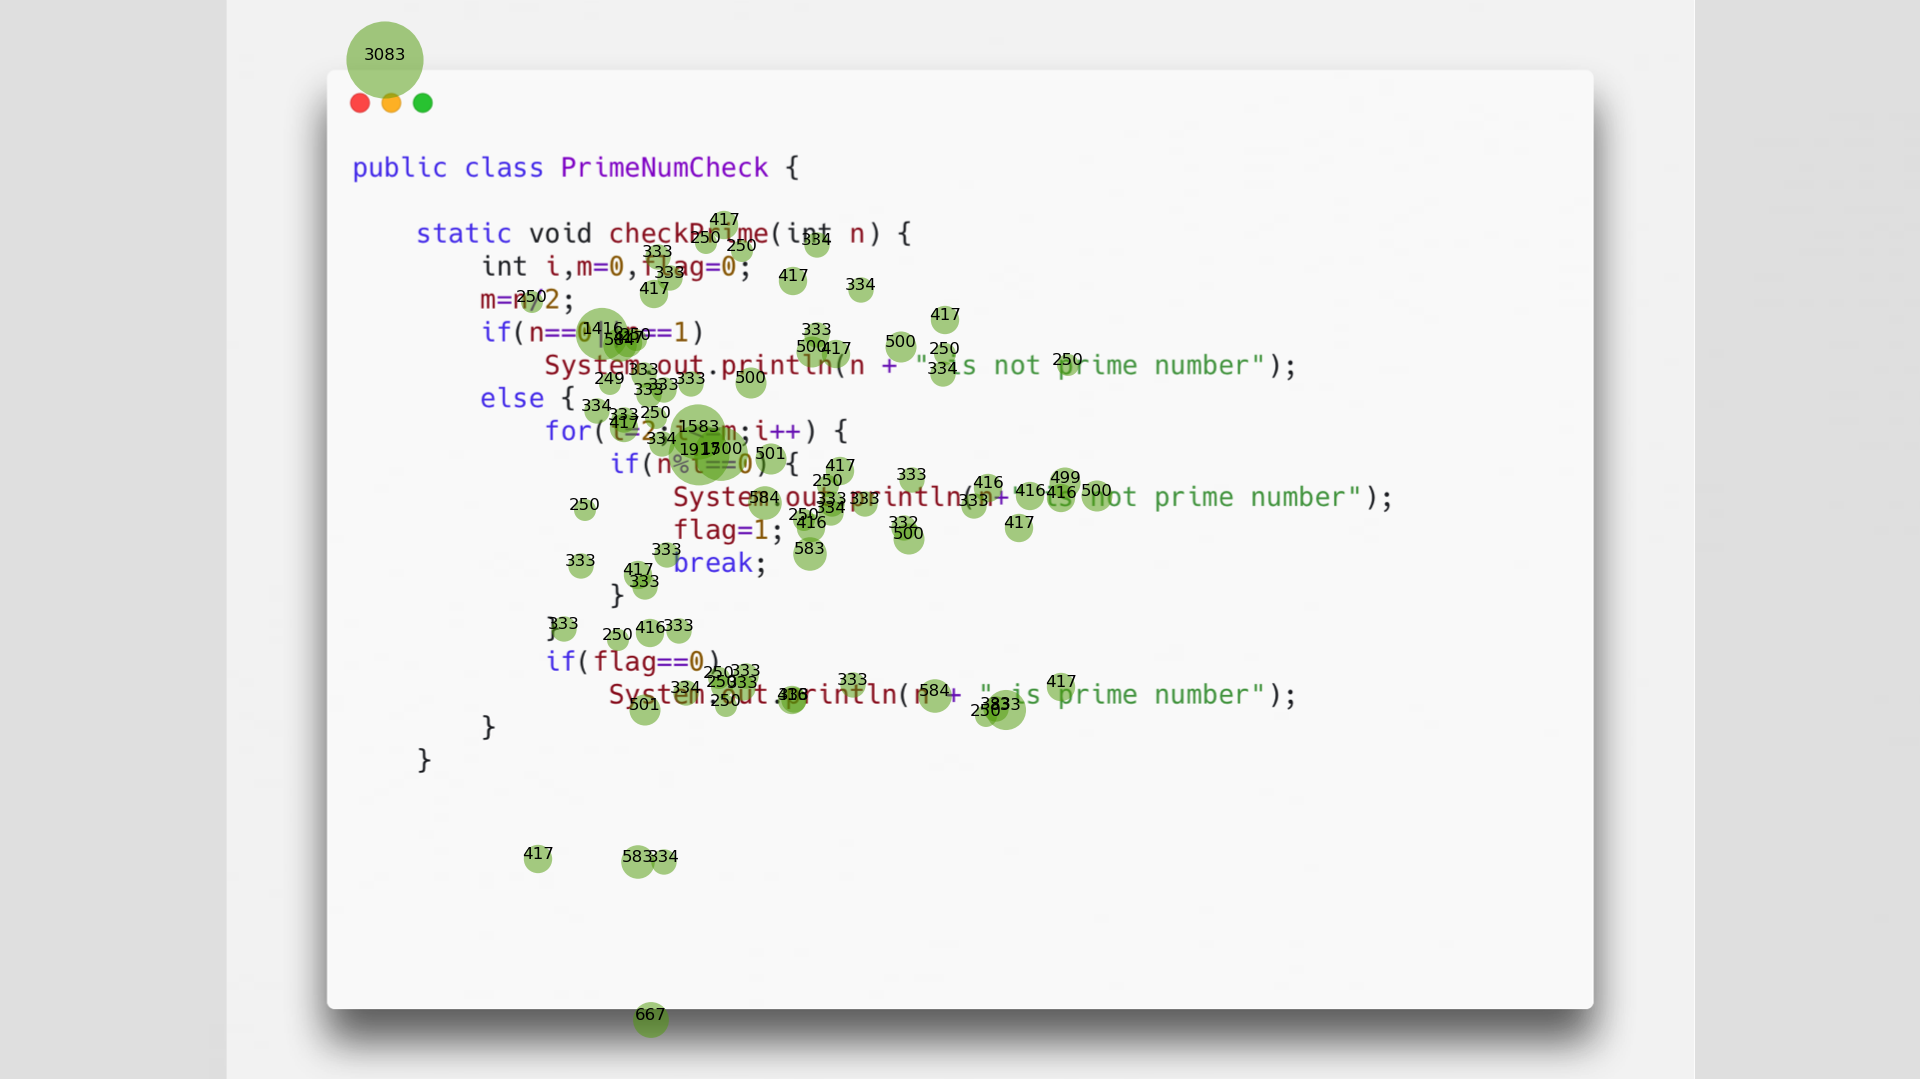 3083
public class PrimeNumCheck {
417
static void checkPrime(int n) {
250 250 334
333
int i,m=0,flag=0;
333 417
417 334
250
m=n/2;
417
1416 333
if(n==0||n==1)
250 417 584
500 417 500 250
System.out.println(n + " is not prime number");
250
333 334
249 333 333 500
333
else {
334 333 250
417
1583
for(i=2;i<=m;i++) {
334
1917 1500 501
if(n%i==0) {
417
250 333 416 499
584 333 333 333 416 416 500
System.out.println(n+" is not prime number");
250
334
250 416 332 417
flag=1;
500
333 583
break;
333 417
333
}
333
}
250 416 333
if(flag==0)
250 333
334 250 333 333 584 417
System.out.println(n + " is prime number");
501 250 416 250 333 833
}
}
417 583 334
667